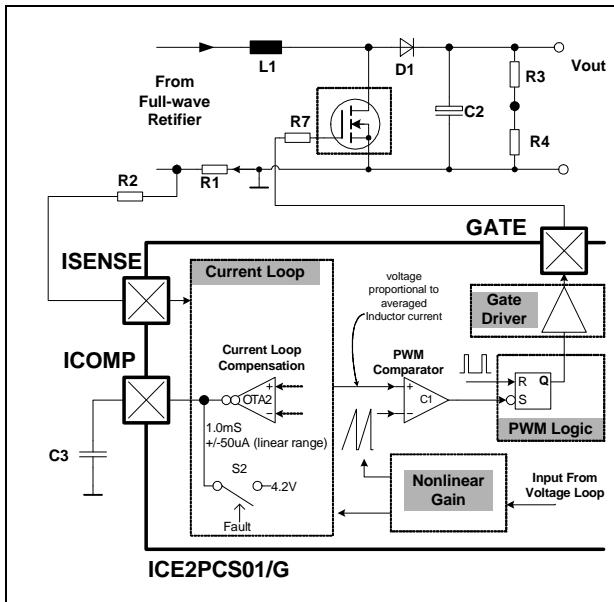 L1
D1
Vout
From
Full-wave
Retifier
R7
C2
R3
R4
R2
R1
GATE
ISENSE
Current Loop
voltage
proportional to
averaged
Inductor current
Gate
Driver
ICOMP
Current Loop
Compensation
PWM
Comparator
+
OTA2
-
+
C1
-
R Q
S
PWM Logic
1.0mS
+/-50uA (linear range)
C3
S2
4.2V
Fault
Nonlinear
Gain
Input From
Voltage Loop
ICE2PCS01/G